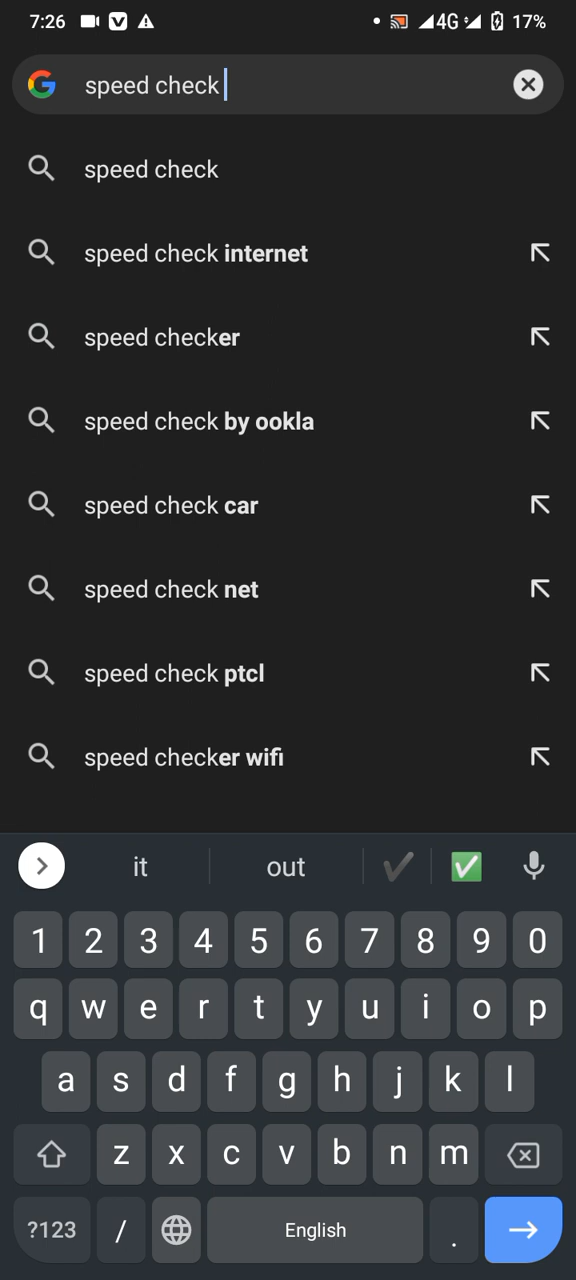 7:26 4G 17%
speed check
speed check
speed check internet
speed checker
speed check by ookla
speed check car
speed check net
speed check ptcl
speed checker wifi
it out
1 2 3 4 5 6 7 8 9 0
q w e r t y u i o p
a s d f g h j k l
z x c v b n m
?123 / English .